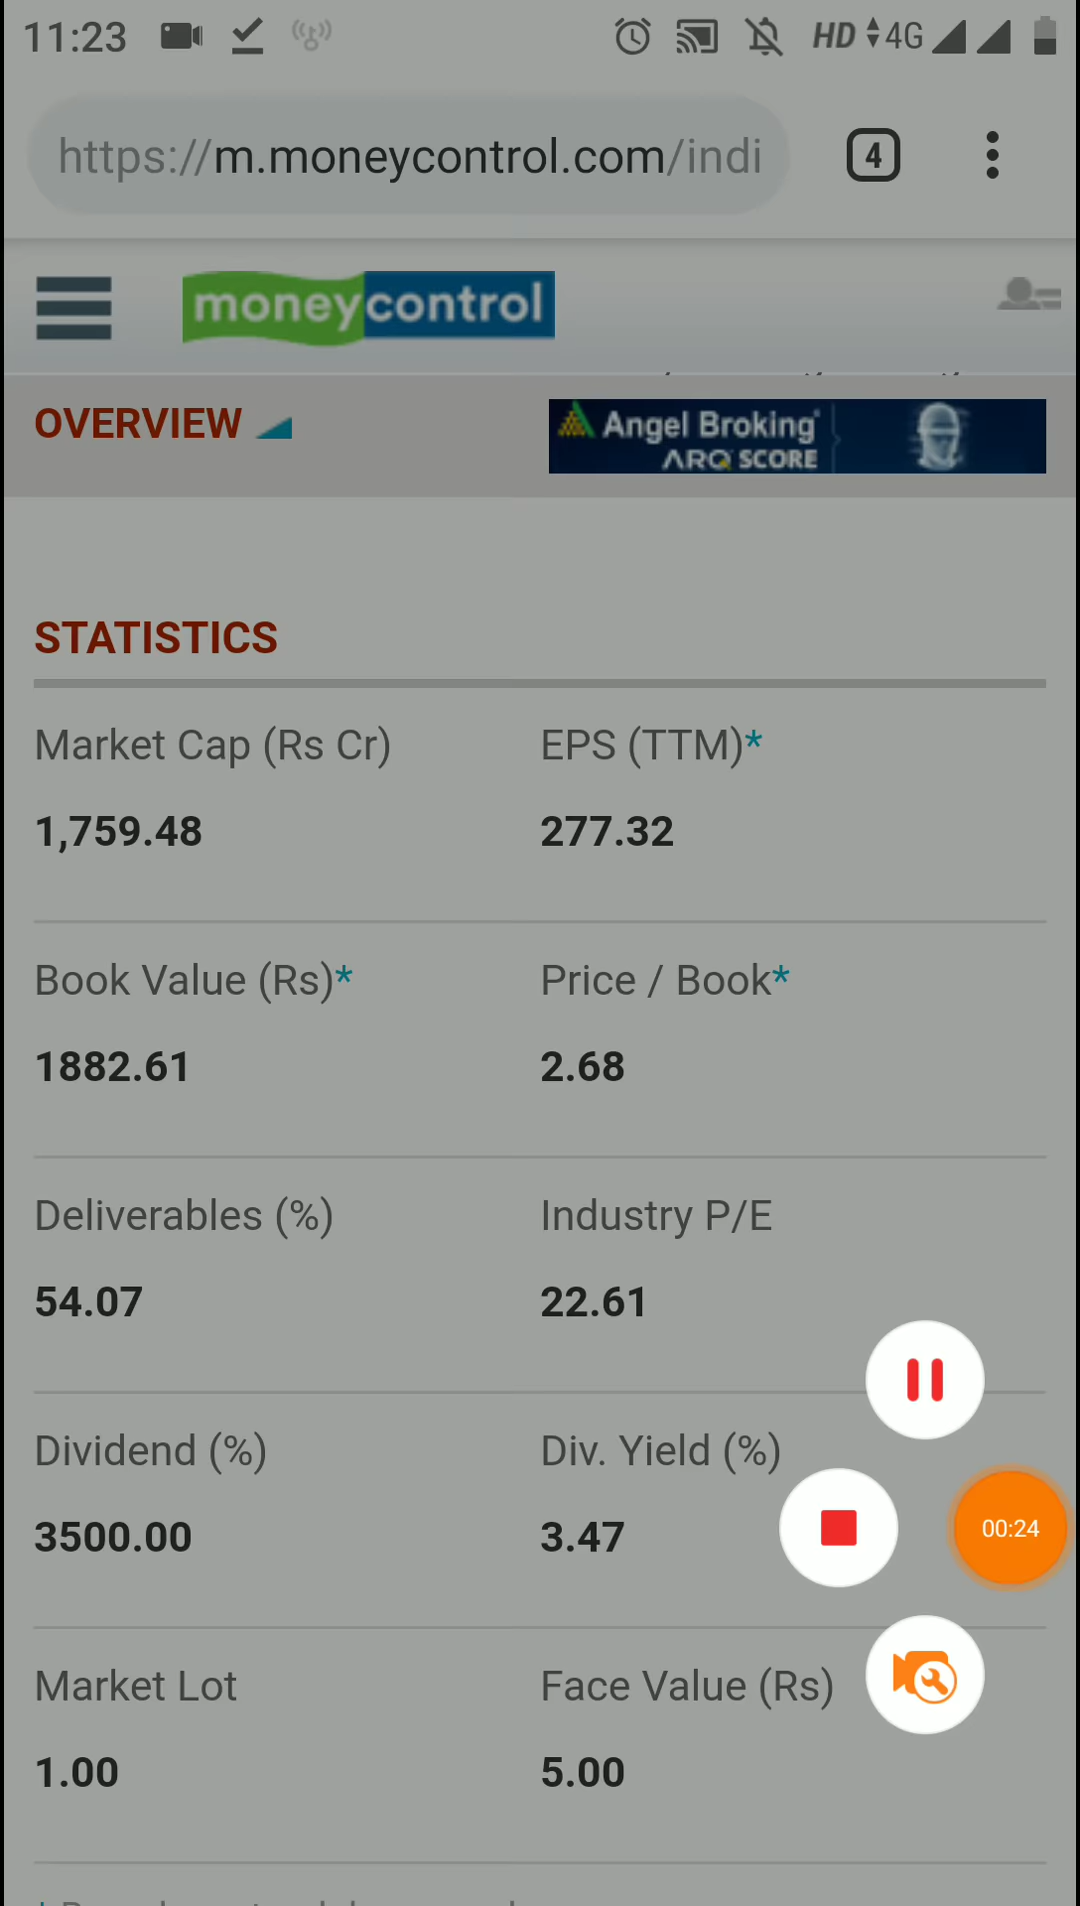 11:23 HD 4G
https://m.moneycontrol.com/indi 4
moneycontrol
OVERVIEW
Angel Broking
ARQ SCORE
STATISTICS
Market Cap (Rs Cr) EPS (TTM)*
1,759.48 277.32
Book Value (Rs)* Price / Book*
1882.61 2.68
Deliverables (%) Industry P/E
54.07 22.61
Dividend (%) Div. Yield (%)
3500.00 3.47
00:24
Market Lot Face Value (Rs)
1.00 5.00